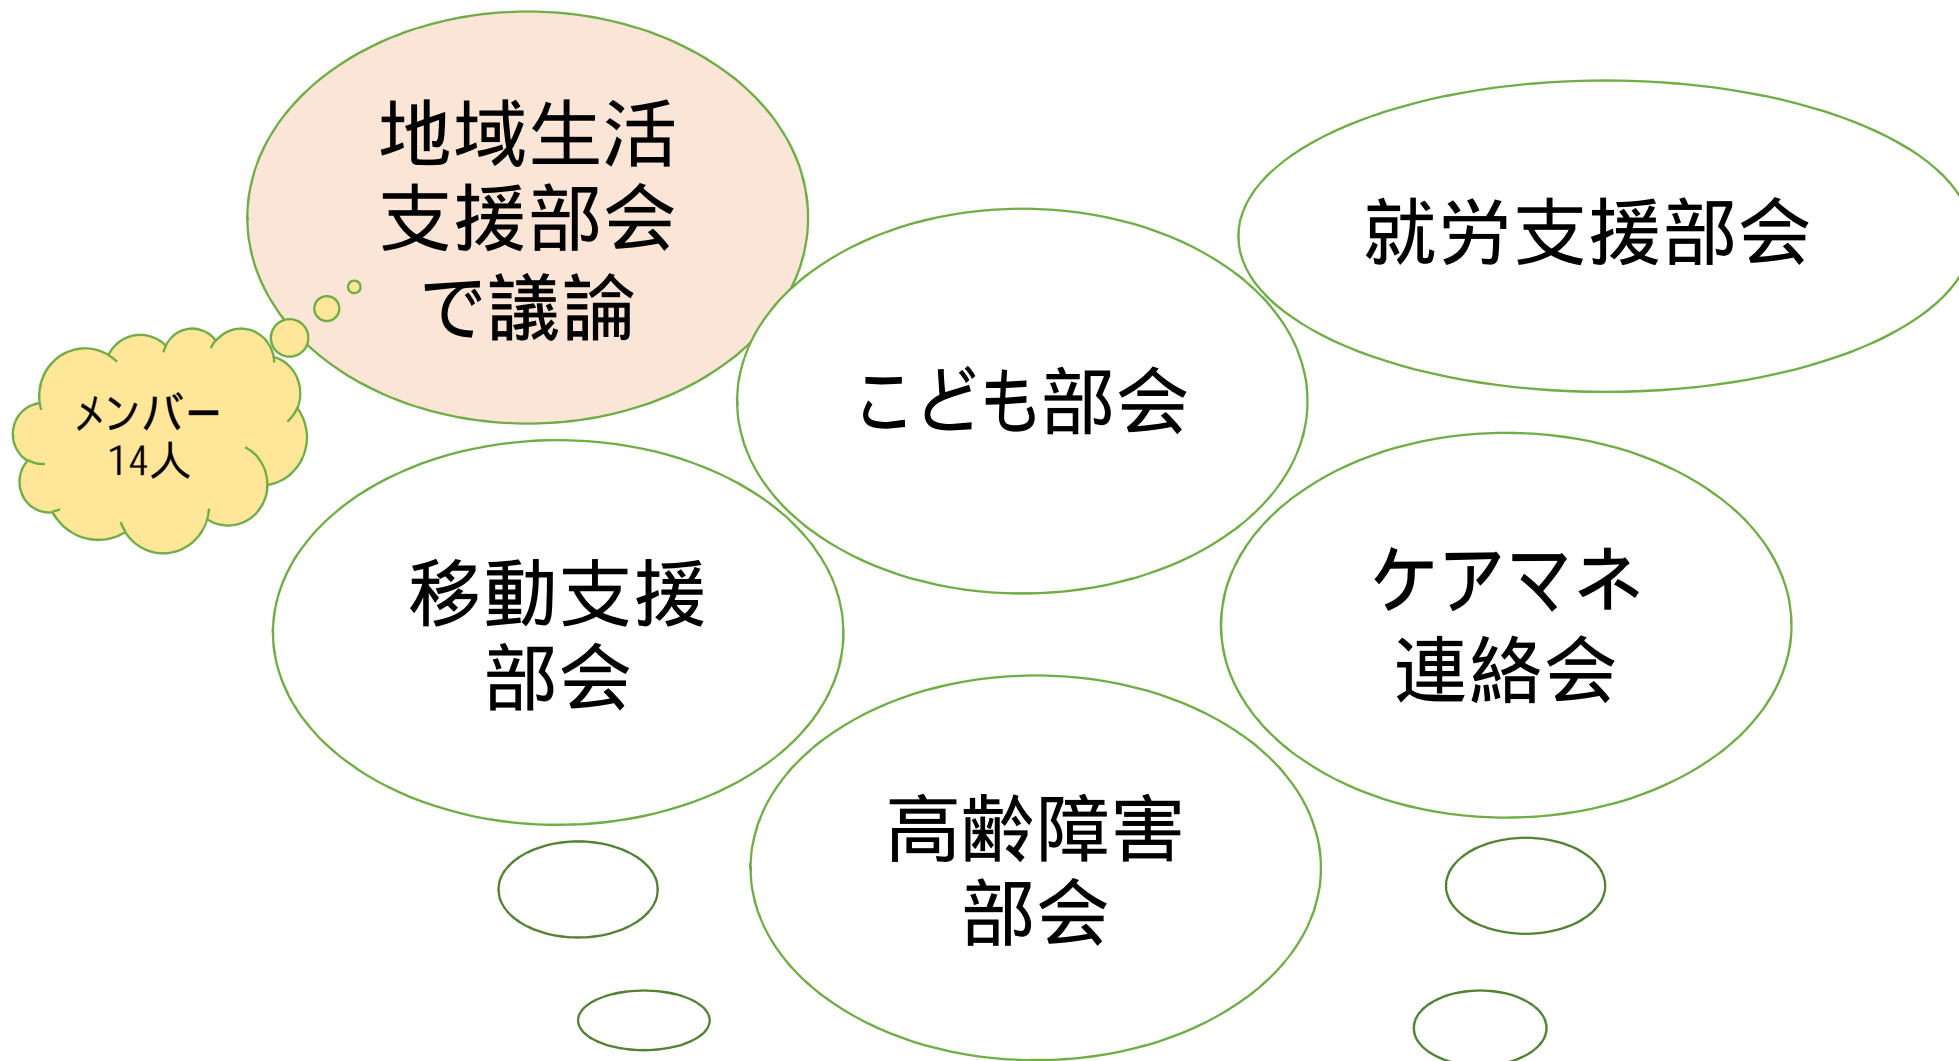 地域生活
支援部会
で議論
就労支援部会
こども部会
メンバー
14人
移動支援
部会
ケアマネ
連絡会
高齢障害
部会